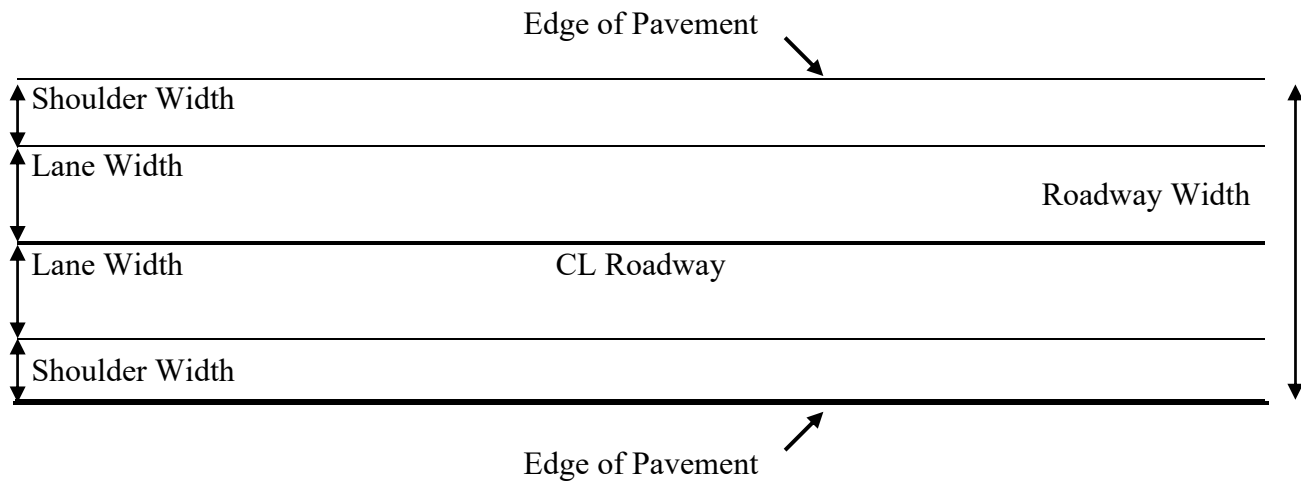 Edge of Pavement
Shoulder Width
Lane Width
Roadway Width
Lane Width
CL Roadway
Shoulder Width
Edge of Pavement